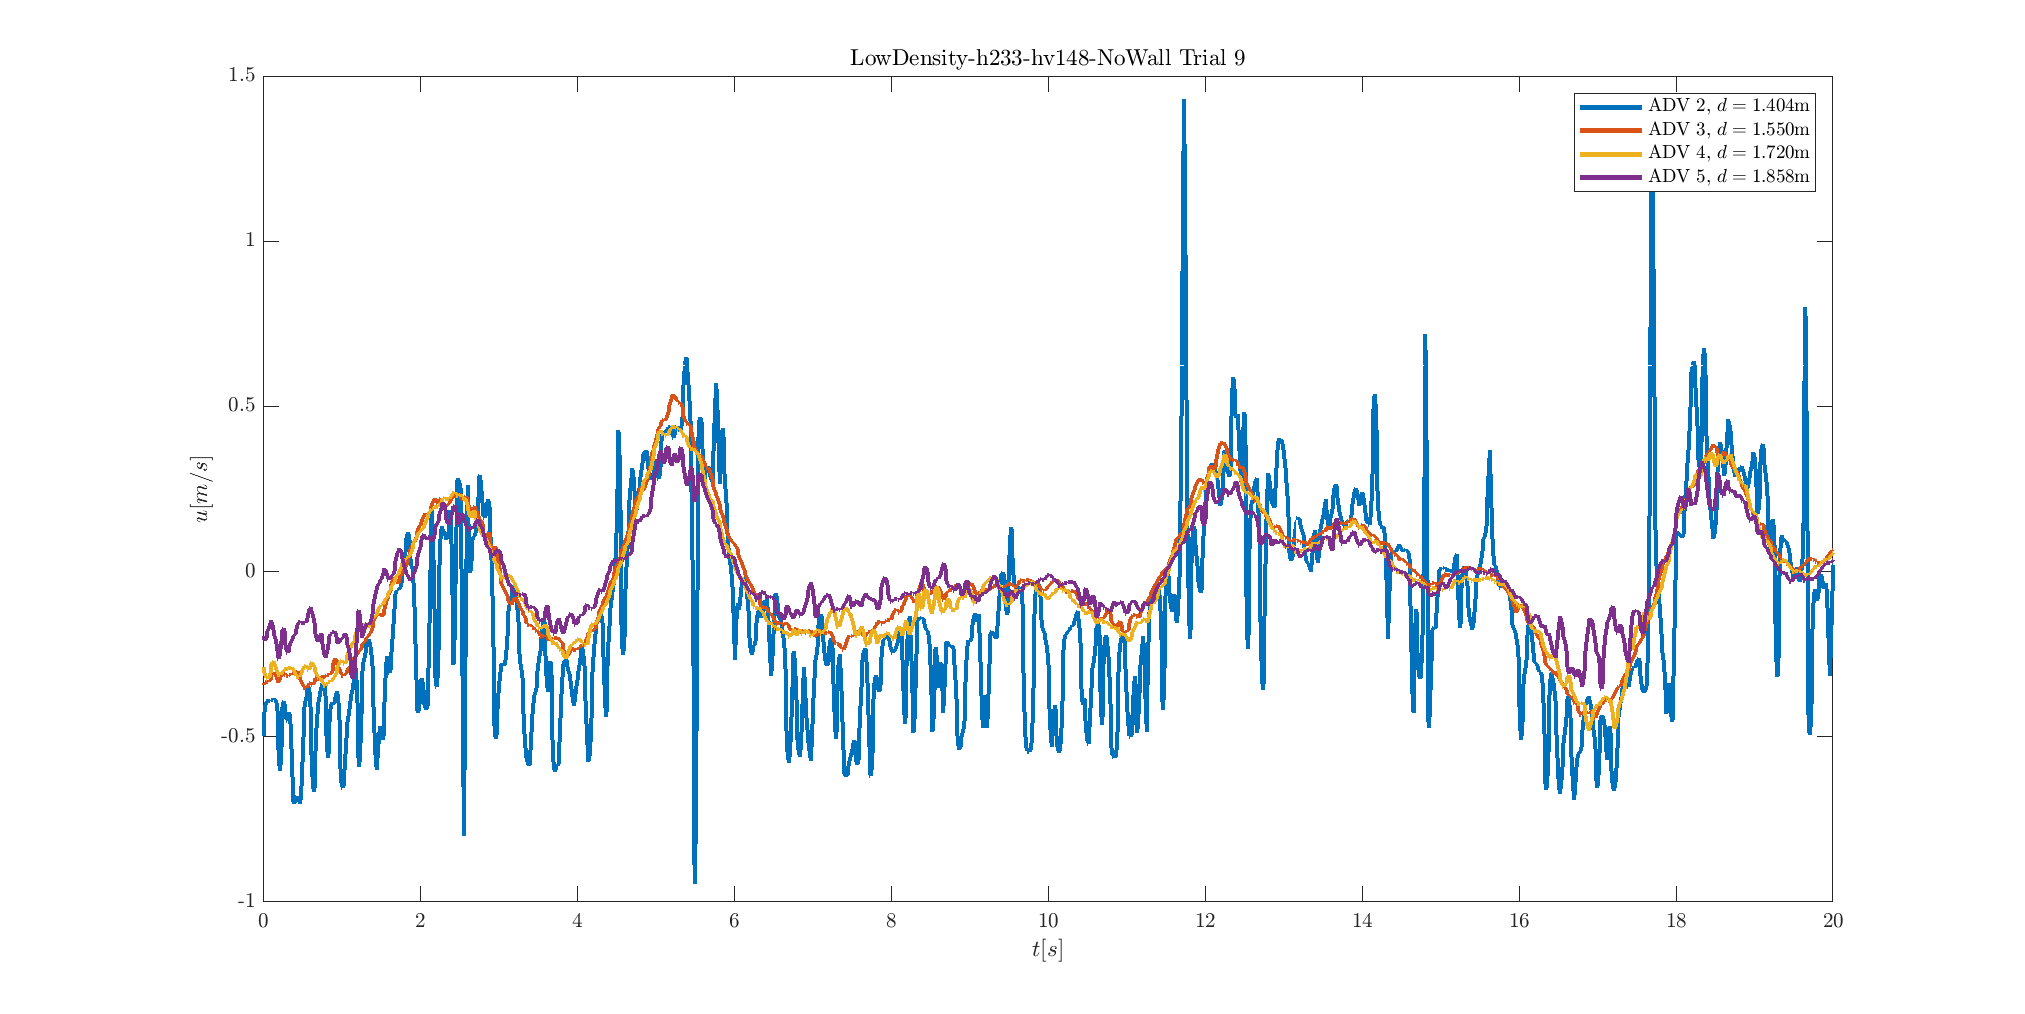 LowDensity-h233-hv148-NoWall Trial 9
1.5
1
0.5
0
-0.5
-1
u[m/s]
ADV 2, d = 1.404m
ADV 3, d = 1.550m
ADV 4, d = 1.720m
ADV 5, d = 1.858m
0 2 4 6 8 10 12 14 16 18 20
t[s]